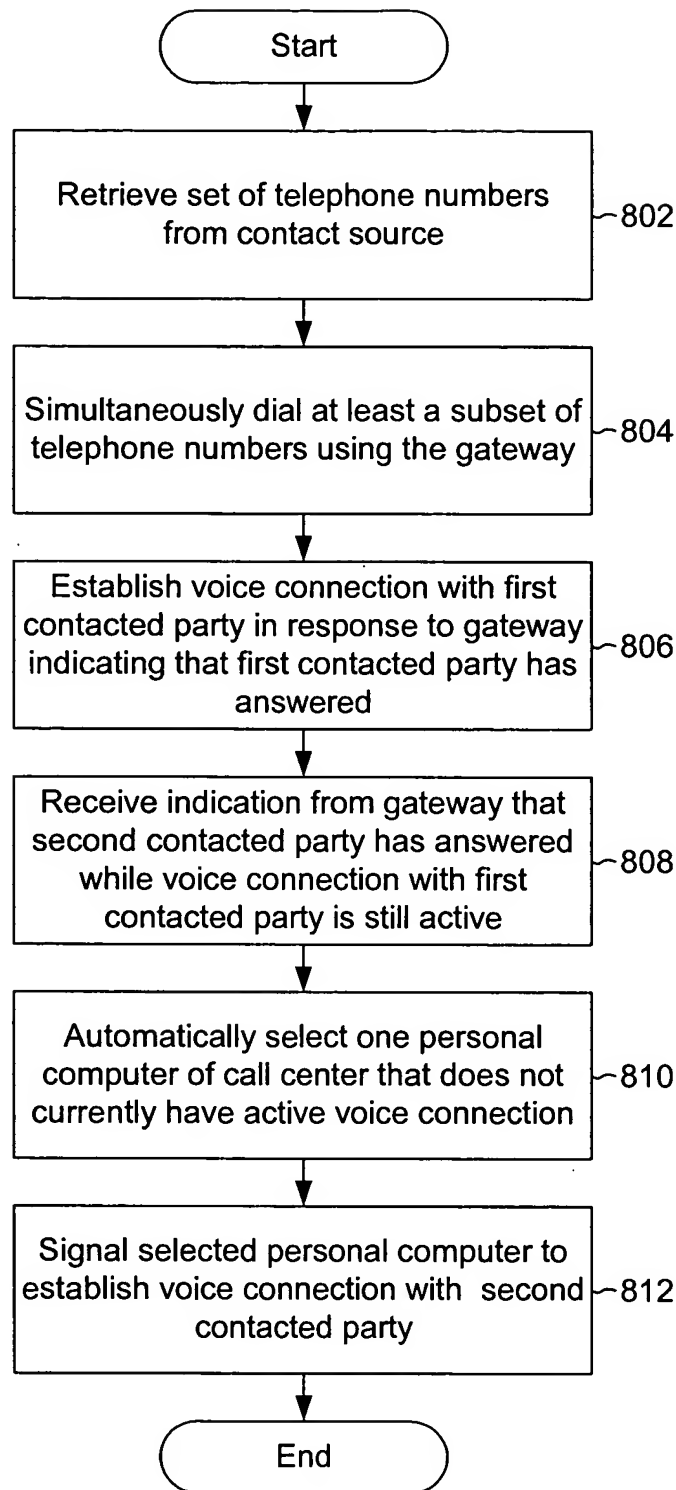 Start
Retrieve set of telephone numbers
from contact source
802
Simultaneously dial at least a subset of
telephone numbers using the gateway
804
Establish voice connection with first
contacted party in response to gateway
indicating that first contacted party has
answered
806
Receive indication from gateway that
second contacted party has answered
while voice connection with first
contacted party is still active
808
Automatically select one personal
computer of call center that does not
currently have active voice connection
810
Signal selected personal computer to
establish voice connection with second
contacted party
812
End